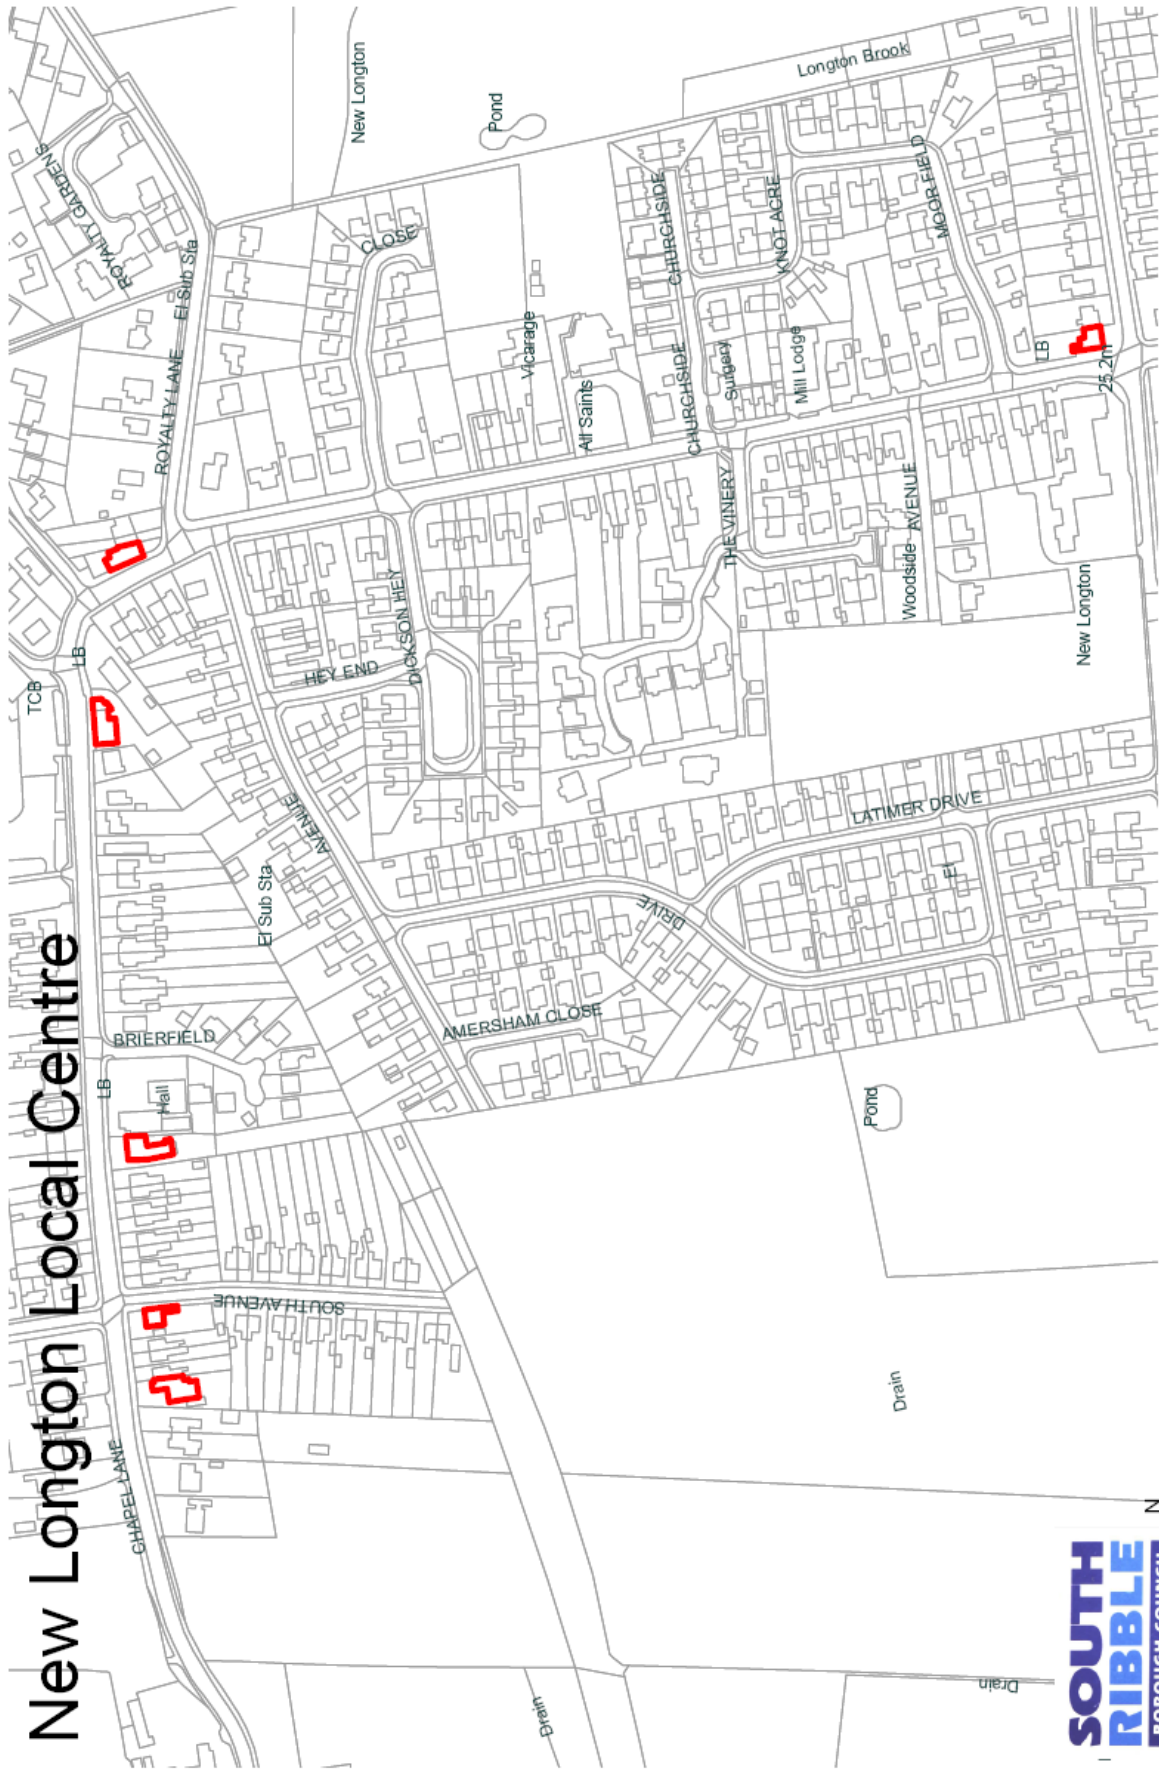 New Longton Local Centre
CHAPEL LANE
SOUTH AVENUE
LB
Hall
BRIERFIELD
El Sub Sta
AVENUE
AMERSHAM CLOSE
DRIVE
LATIMER DRIVE
El
Pond
Drain
Drain
Drain
TCB
LB
HEY END
DICKSON HEY
ROYALTY LANE
El Sub Sta
ROYALTY GARDENS
CLOSE
New Longton
Pond
Vicarage
All Saints
THE VINERY
CHURCHSIDE
CHURCHSIDE
Surgery
Mill Lodge
KNOT ACRE
Longton Brook
MOOR FIELD
Woodside
AVENUE
New Longton
LB
25.2m
N
SOUTH
RIBBLE
BOROUGH COUNCIL